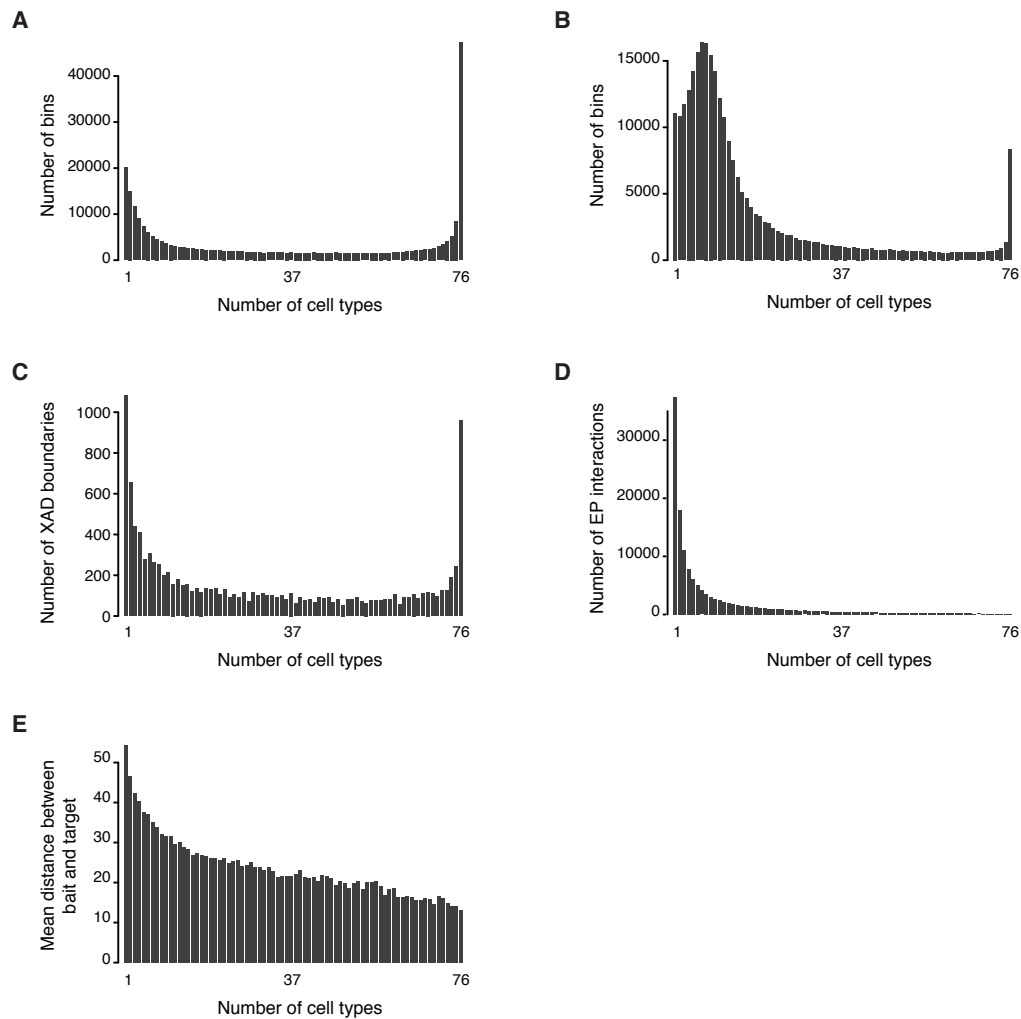 A
Number of bins
40000
30000
20000
10000
0
1 37 76
Number of cell types
B
Number of bins
15000
10000
5000
0
1 37 76
Number of cell types
C
Number of XAD boundaries
1000
800
600
400
200
0
1 37 76
Number of cell types
D
Number of EP interactions
30000
20000
10000
0
1 37 76
Number of cell types
E
Mean distance between
bait and target
50
40
30
20
10
0
1 37 76
Number of cell types